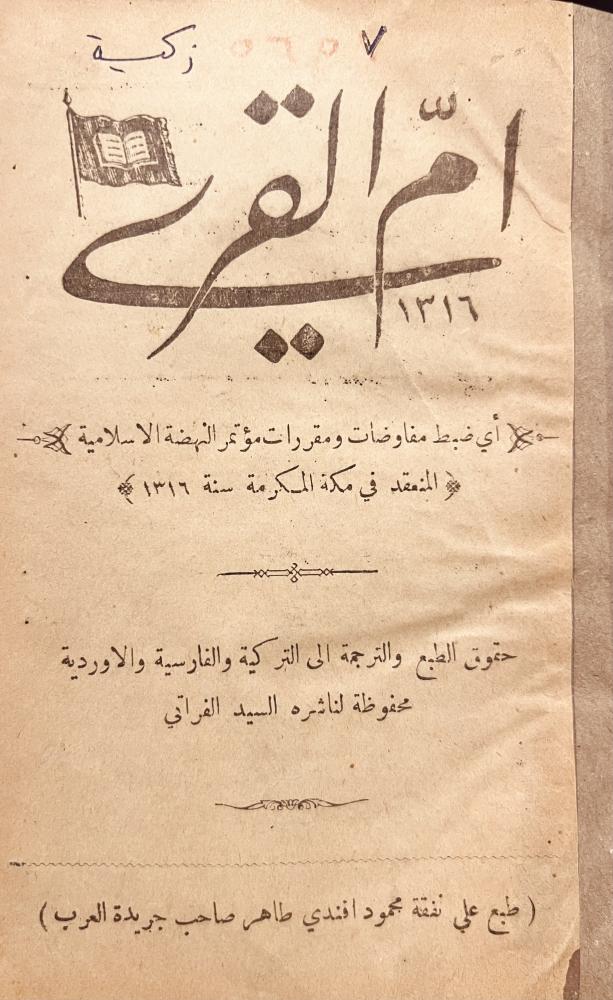 زكية ٧
٧٥٦٥٠
امّ القرى
١٣١٦
أي ضبط مفاوضات ومقررات مؤتمر النهضة الاسلامية
المنعقد في مكة المكرمة سنة ١٣١٦
حقوق الطبع والترجمة الى التركية والفارسية والاوردية
محفوظة لناشره السيد الفراتي
( طبع على نفقة محمود افندي طاهر صاحب جريدة العرب )